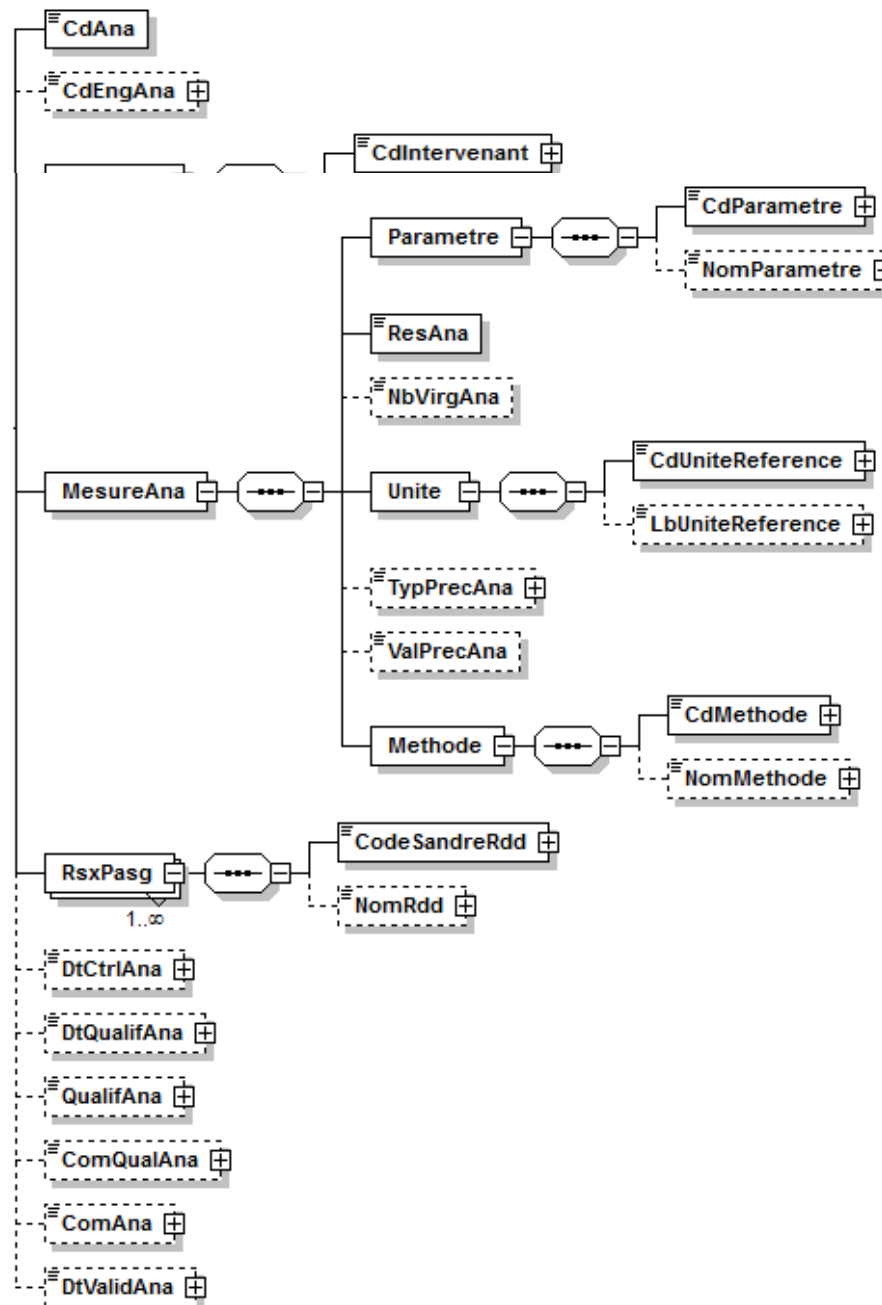 CdAna
CdEngAna
CdIntervenant
Parametre
CdParametre
NomParametre
ResAna
NbVirgAna
MesureAna
Unite
CdUniteReference
LbUniteReference
TypPrecAna
ValPrecAna
Methode
CdMethode
NomMethode
RsxPasg
1..∞
CodeSandreRdd
NomRdd
DtCtrlAna
DtQualifAna
QualifAna
ComQualAna
ComAna
DtValidAna